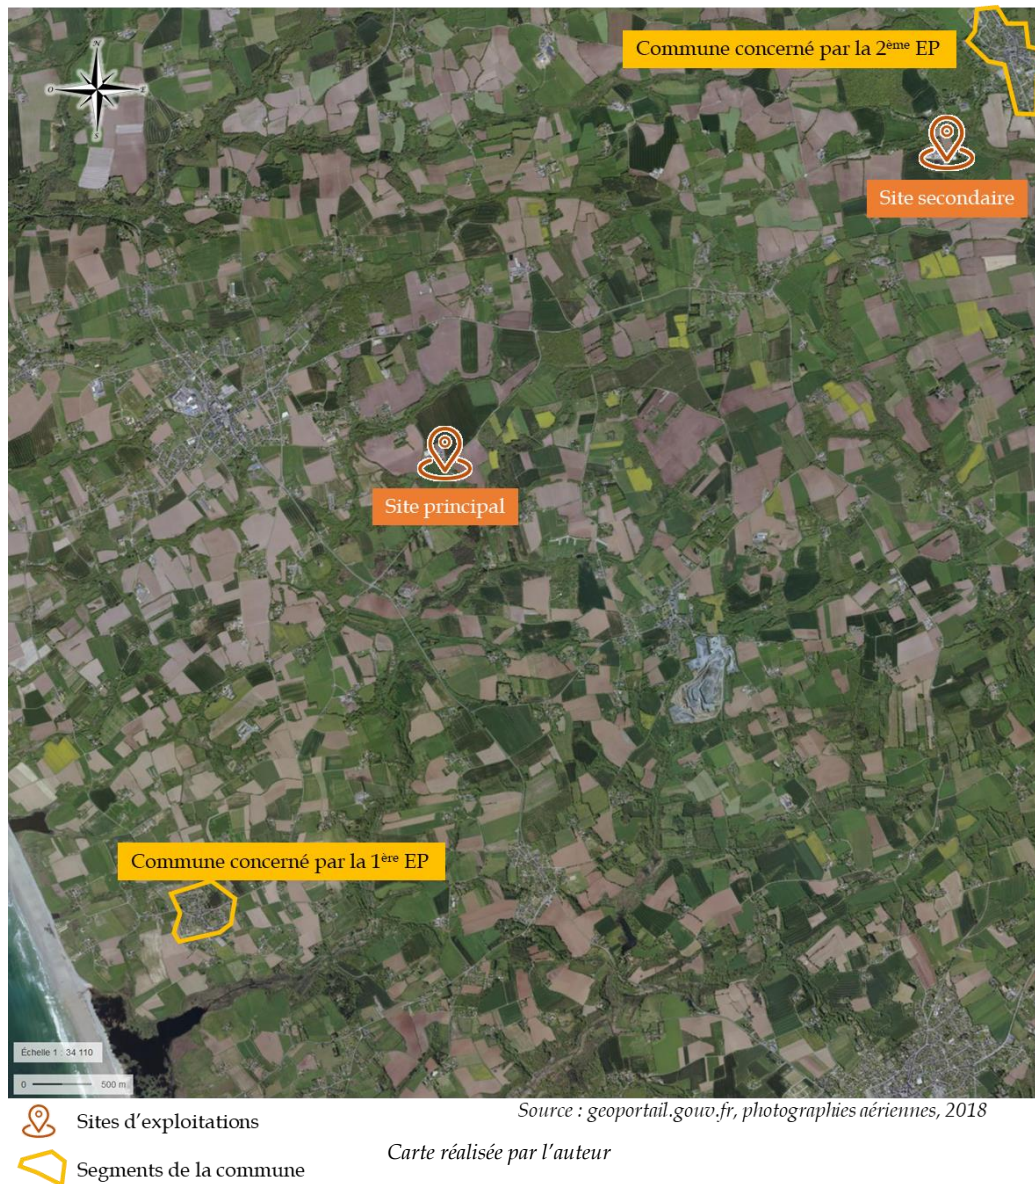 Commune concerné par la 2ème EP
N
O E
S
Site secondaire
Site principal
Commune concerné par la 1ère EP
Échelle 1 : 34 110
0 500 m
Sites d’exploitations
Source : geoportail.gouv.fr, photographies aériennes, 2018
Carte réalisée par l’auteur
Segments de la commune